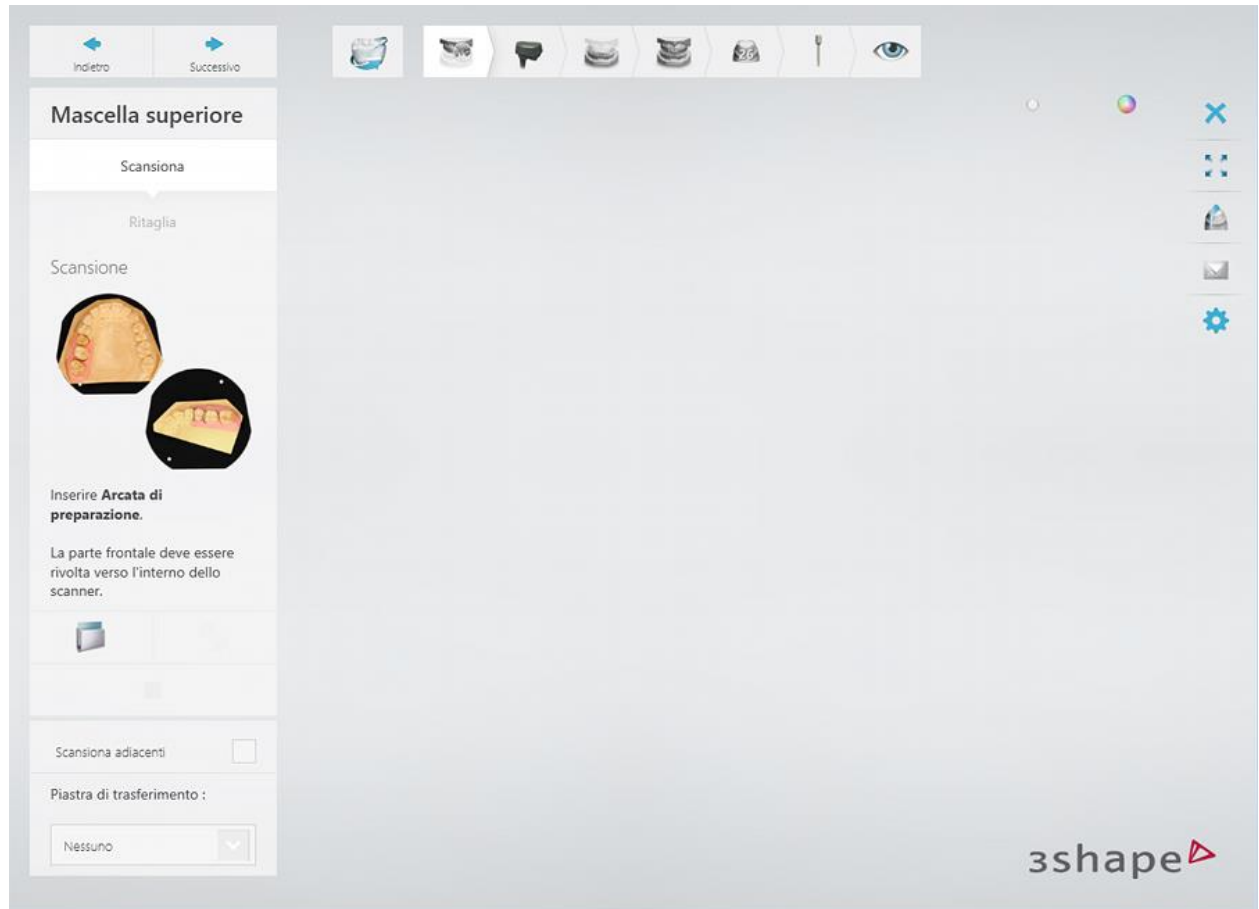 Indietro
Successivo
26
Mascella superiore
Scansiona
Ritaglia
Scansione
Inserire Arcata di
preparazione.
La parte frontale deve essere
rivolta verso l'interno dello
scanner.
Scansiona adiacenti
Piastra di trasferimento :
Nessuno
3shape